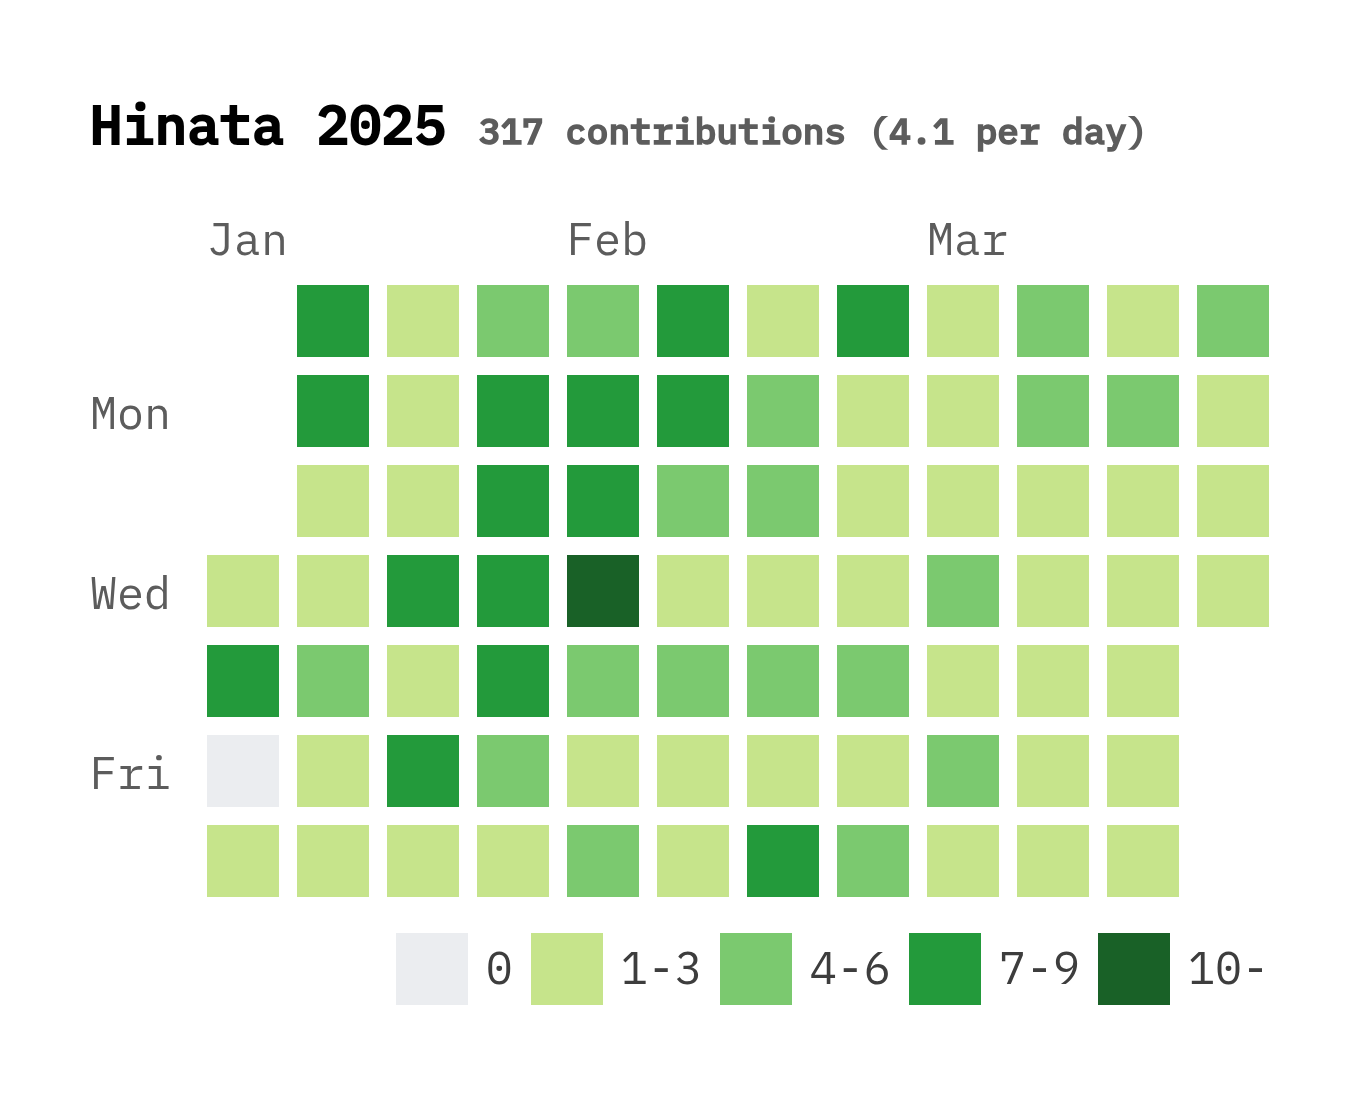 Hinata 2025 317 contributions (4.1 per day)
Jan Feb Mar
Mon
Wed
Fri
0 1-3 4-6 7-9 10-